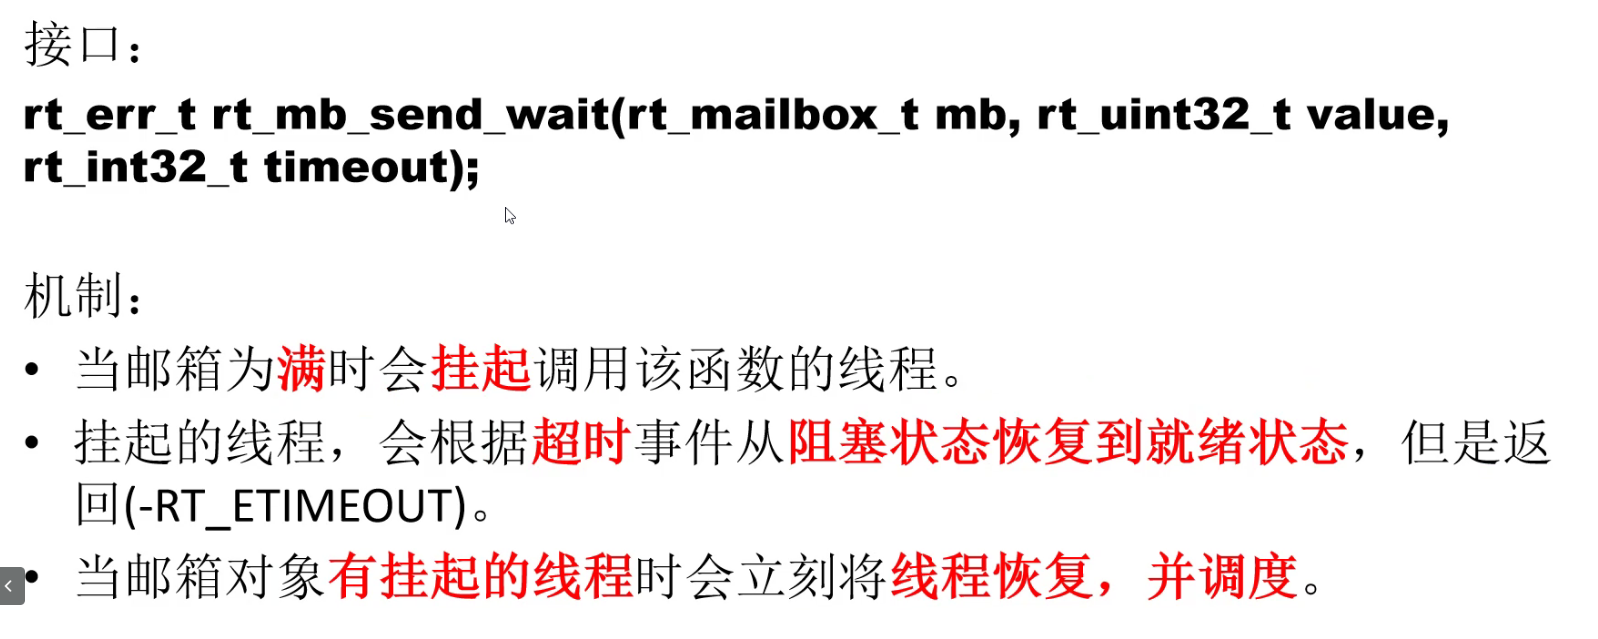 接口：
rt_err_t rt_mb_send_wait(rt_mailbox_t mb, rt_uint32_t value,
rt_int32_t timeout);
机制：
• 当邮箱为满时会挂起调用该函数的线程。
• 挂起的线程，会根据超时事件从阻塞状态恢复到就绪状态，但是返
回(-RT_ETIMEOUT)。
• 当邮箱对象有挂起的线程时会立刻将线程恢复，并调度。